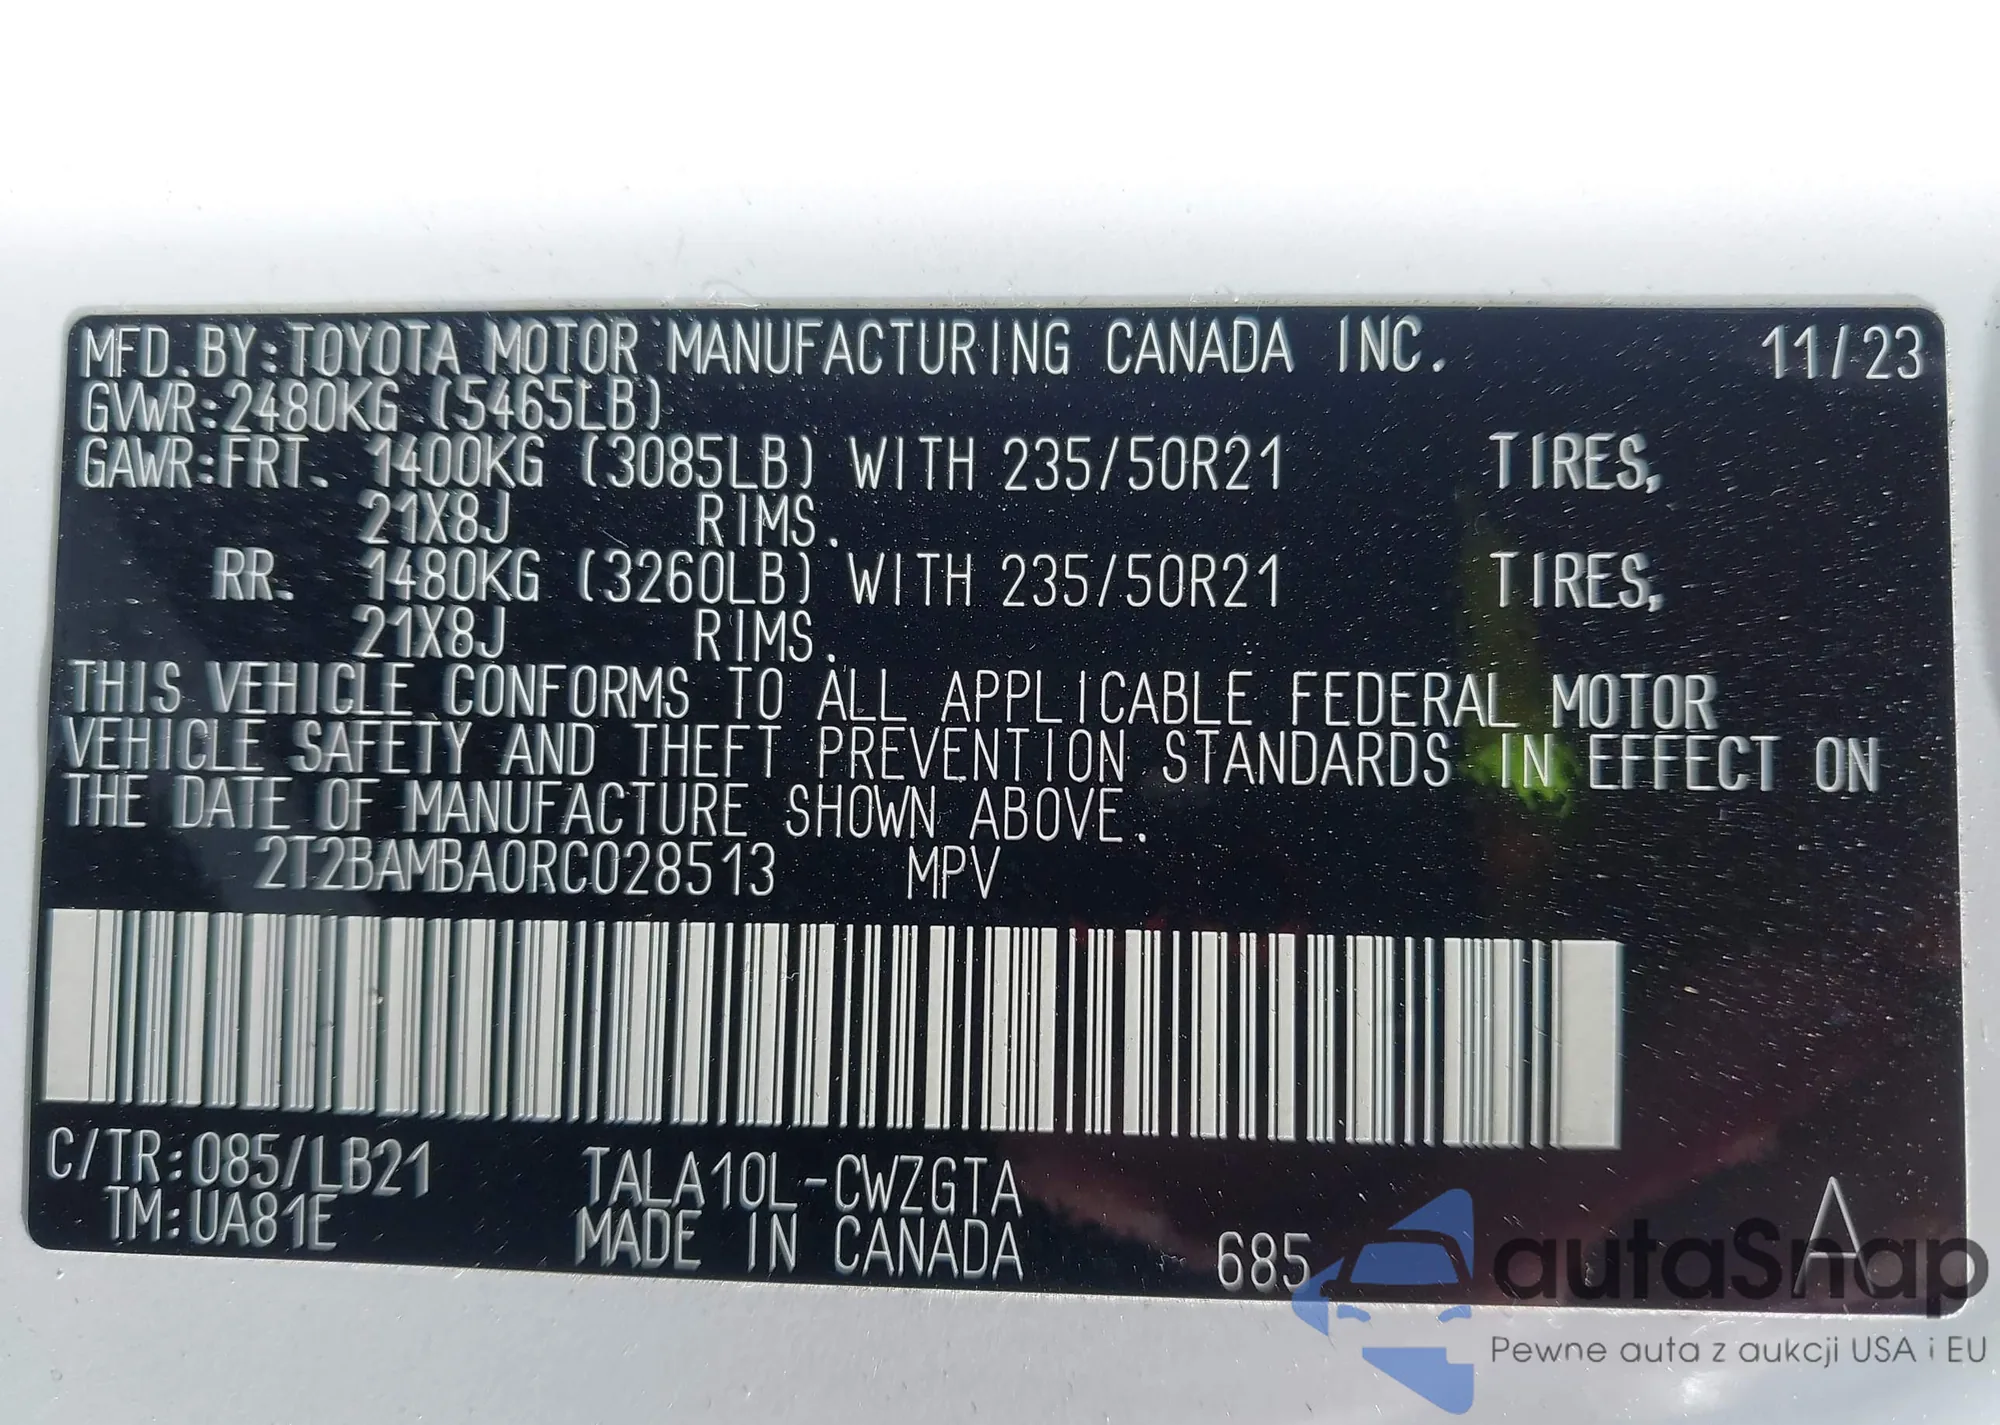 MFD. BY: TOYOTA MOTOR MANUFACTURING CANADA INC. 11/23
GVWR: 2480KG (5465LB)
GAWR: FRT. 1400KG (3085LB) WITH 235/50R21 TIRES,
21X8J RIMS.
RR. 1480KG (3260LB) WITH 235/50R21 TIRES,
21X8J RIMS.
THIS VEHICLE CONFORMS TO ALL APPLICABLE FEDERAL MOTOR
VEHICLE SAFETY AND THEFT PREVENTION STANDARDS IN EFFECT ON
THE DATE OF MANUFACTURE SHOWN ABOVE.
2T2BAMBA0RC028513 MPV
C/TR: 085/LB21 TALA10L-CWZGTA A
TM: UA81E MADE IN CANADA 685
autaSnap
Pewne auta z aukcji USA i EU